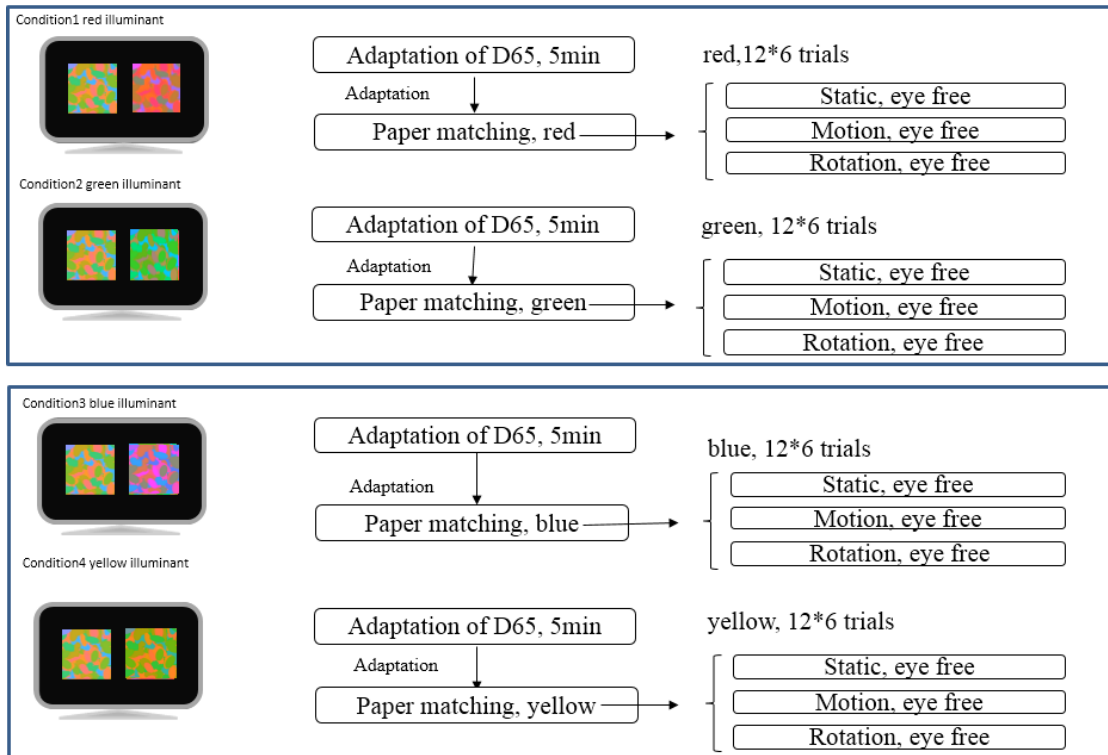 Condition1 red illuminant
Adaptation of D65, 5min
Adaptation
Paper matching, red
red,12*6 trials
Static, eye free
Motion, eye free
Rotation, eye free
Condition2 green illuminant
Adaptation of D65, 5min
Adaptation
Paper matching, green
green, 12*6 trials
Static, eye free
Motion, eye free
Rotation, eye free
Condition3 blue illuminant
Adaptation of D65, 5min
Adaptation
Paper matching, blue
blue, 12*6 trials
Static, eye free
Motion, eye free
Rotation, eye free
Condition4 yellow illuminant
Adaptation of D65, 5min
Adaptation
Paper matching, yellow
yellow, 12*6 trials
Static, eye free
Motion, eye free
Rotation, eye free